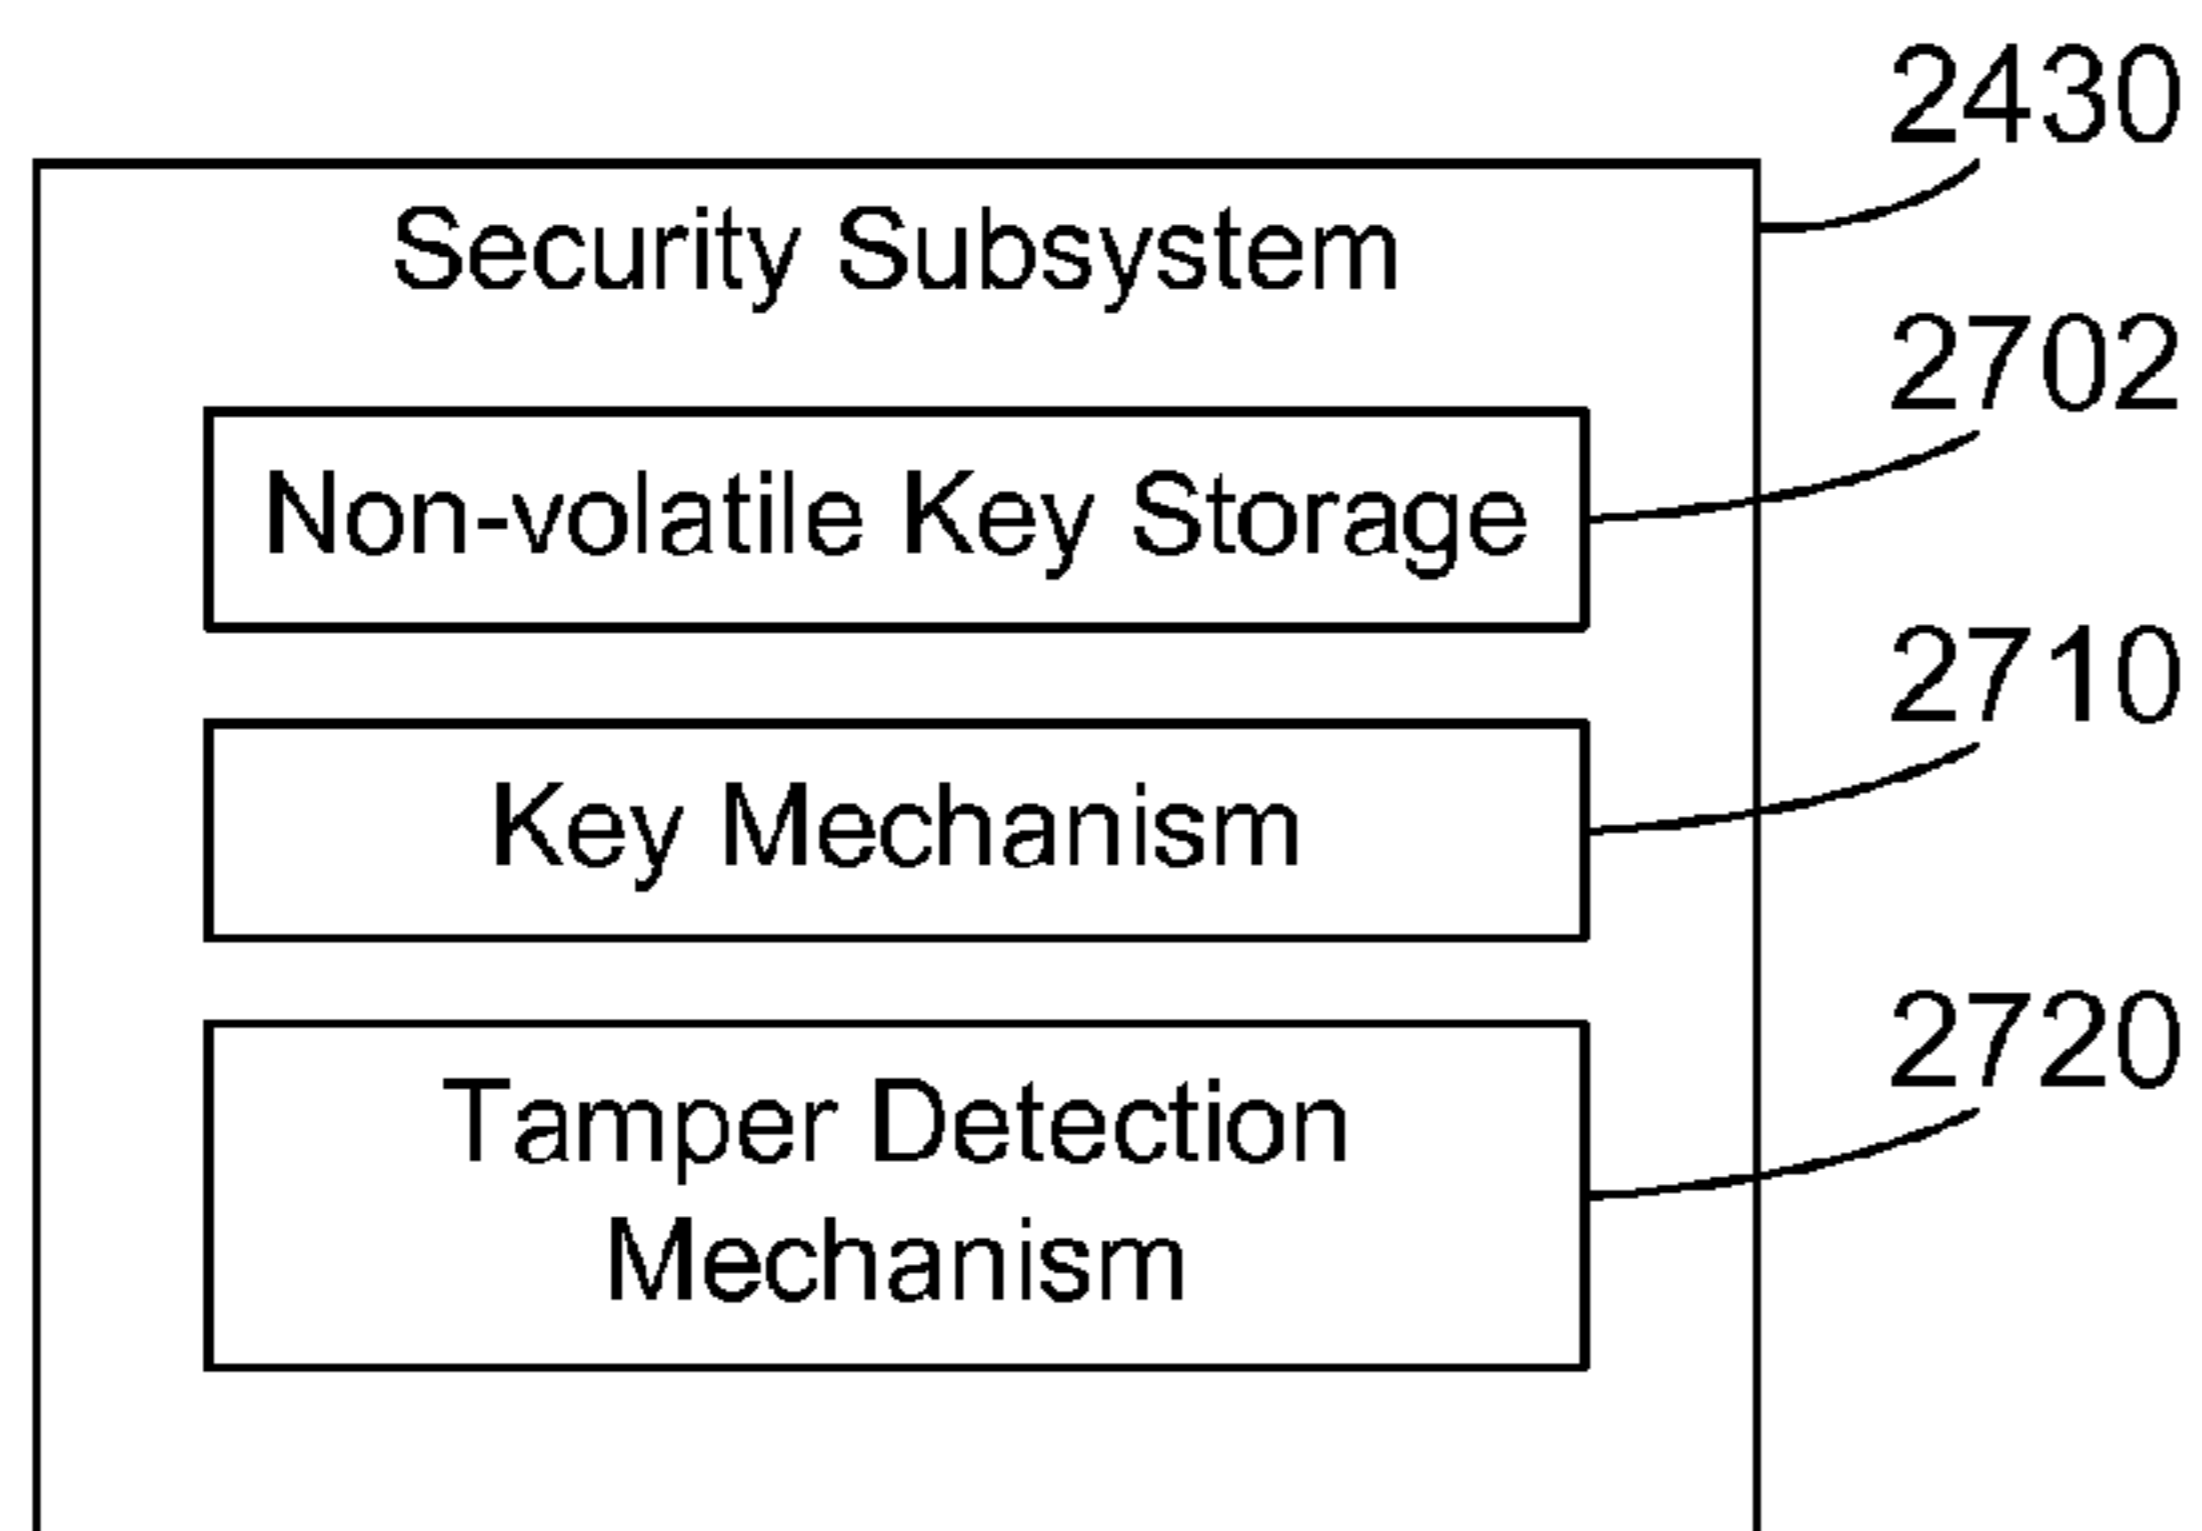 2430
Security Subsystem
2702
Non-volatile Key Storage
2710
Key Mechanism
2720
Tamper Detection
Mechanism